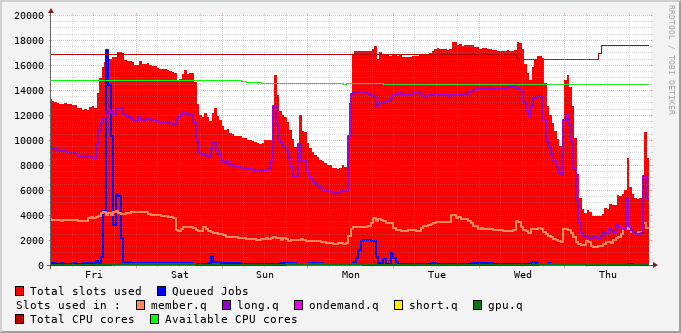 RRDTOOL / TOBI OETIKER
20000
18000
16000
14000
12000
10000
8000
6000
4000
2000
0
Fri Sat Sun Mon Tue Wed Thu
Total slots used Queued Jobs
Slots used in : member.q long.q ondemand.q short.q gpu.q
Total CPU cores Available CPU cores